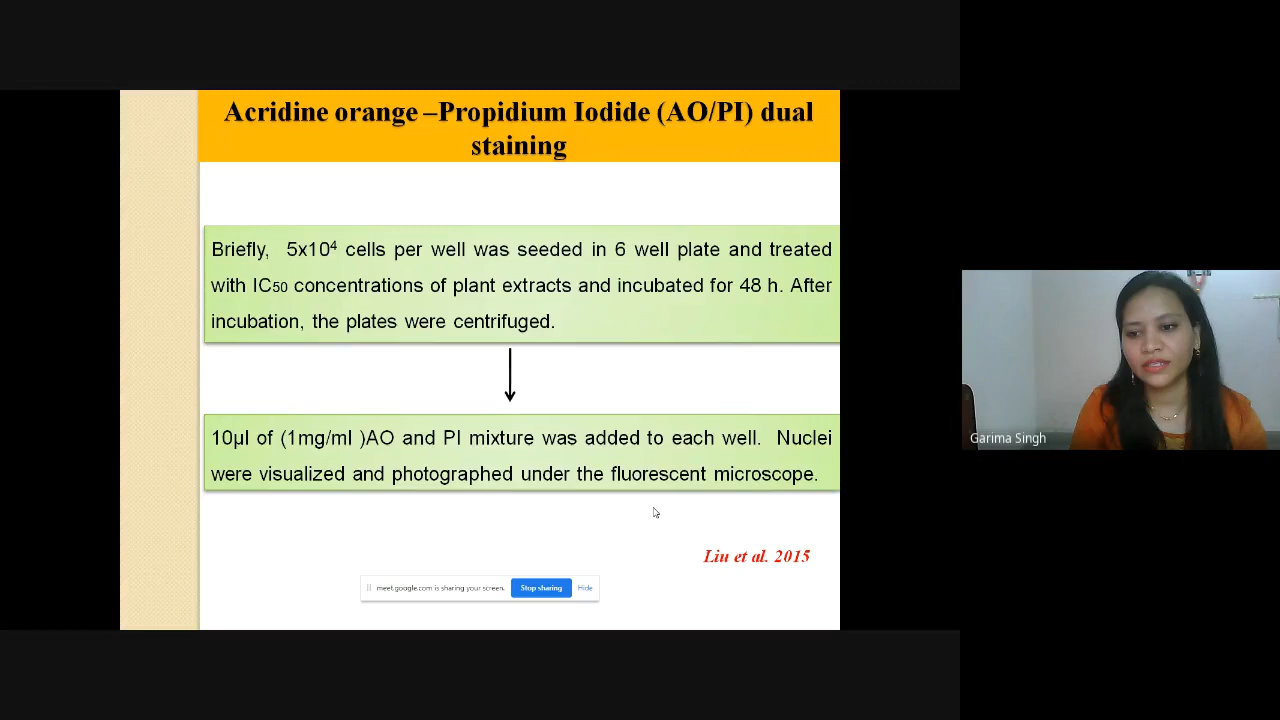 Acridine orange –Propidium Iodide (AO/PI) dual
staining
Briefly, 5x10⁴ cells per well was seeded in 6 well plate and treated
with IC₅₀ concentrations of plant extracts and incubated for 48 h. After
incubation, the plates were centrifuged.
10µl of (1mg/ml )AO and PI mixture was added to each well. Nuclei
were visualized and photographed under the fluorescent microscope.
Liu et al. 2015
meet.google.com is sharing your screen. Stop sharing Hide
Garima Singh